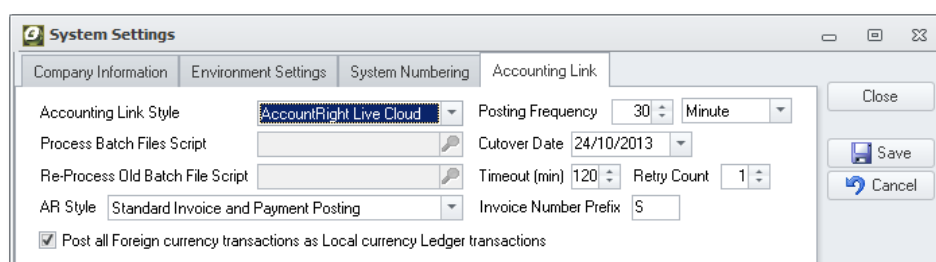 System Settings
Company Information Environment Settings System Numbering Accounting Link
Accounting Link Style AccountRight Live Cloud Posting Frequency 30 Minute
Process Batch Files Script Cutover Date 24/10/2013
Re-Process Old Batch File Script Timeout (min) 120 Retry Count 1
AR Style Standard Invoice and Payment Posting Invoice Number Prefix S
Post all Foreign currency transactions as Local currency Ledger transactions
Close
Save
Cancel